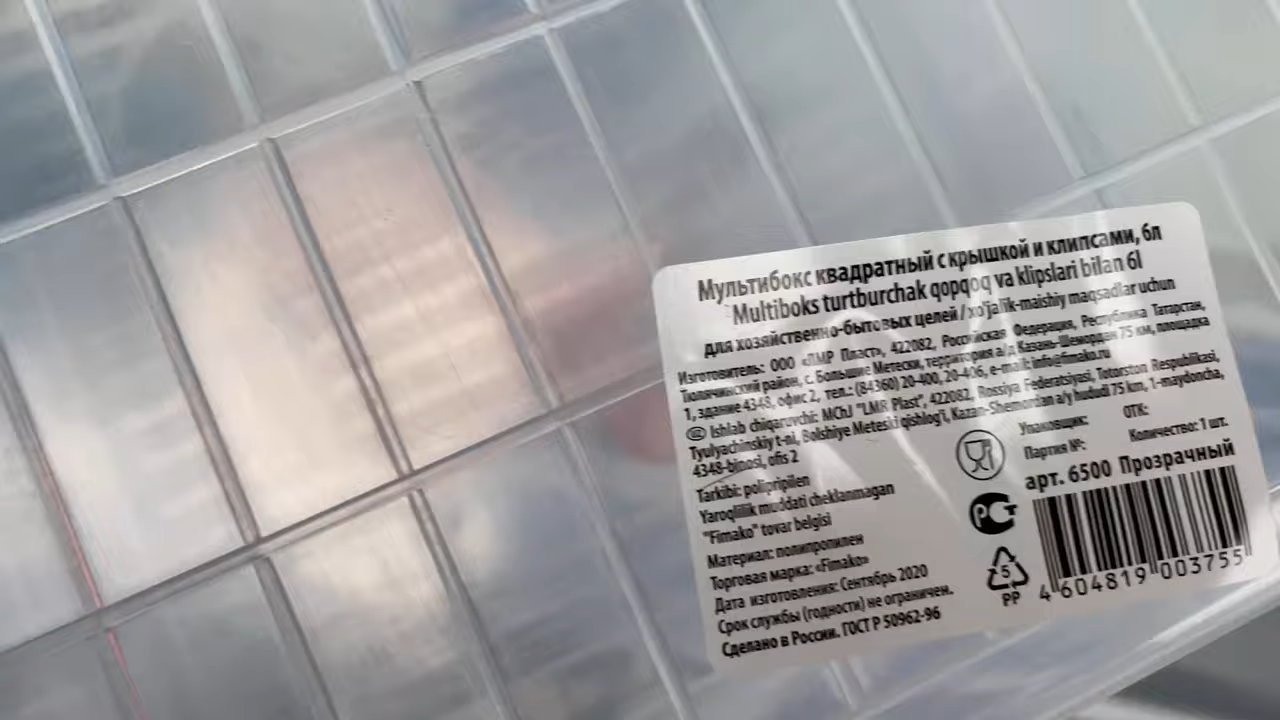 Мультибокс квадратный с крышкой и клипсами, 6л
Multiboks turtburchak qopqoq va klipslari bilan 6l
для хозяйственно-бытовых целей / xo'jalik-maishiy maqsadlar uchun
Изготовитель: ООО «ЛМР Пласт», 422082, Российская Федерация, Республика Татарстан,
Тюлячинский район, с. Большие Метески, территория а/д Казань-Шемордан 75 км, площадка
1, здание 4348, офис 2, тел.: (84360) 20-400, 20-406, e-mail: info@fimako.ru
Ishlab chiqarovchi: MChJ "LMR Plast", 422082, Rossiya Federatsiyasi, Totorston Respublikasi,
Tyulyachinskiy t-ni, Bolshiye Meteski qishlog'i, Kazan-Shemordan a/y hududi 75 km, 1-maydoncha,
4348-binosi, ofis 2
Tarkibi: polipripilen
Yaroqlilik muddati cheklanmagan
"Fimako" tovar belgisi
Материал: полипропилен
Торговая марка: «Fimako»
Дата изготовления: Сентябрь 2020
Срок службы (годности) не ограничен.
Сделано в России. ГОСТ Р 50962-96
Упаковщик: ОТК:
Партия №: Количество: 1 шт.
арт. 6500 Прозрачный
РСТ
5
PP
4 604819 003755